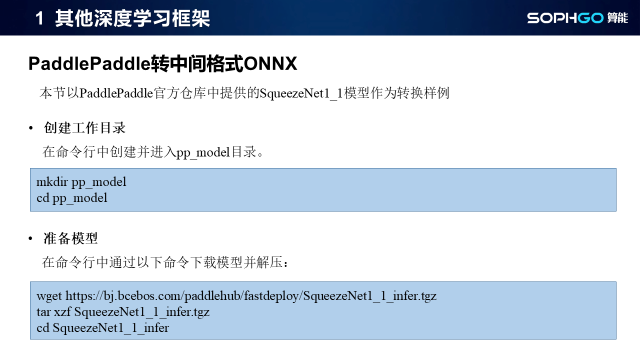 1 其他深度学习框架
SOPHGO 算能
PaddlePaddle转中间格式ONNX
本节以PaddlePaddle官方仓库中提供的SqueezeNet1_1模型作为转换样例
• 创建工作目录
在命令行中创建并进入pp_model目录。
mkdir pp_model
cd pp_model
• 准备模型
在命令行中通过以下命令下载模型并解压：
wget https://bj.bcebos.com/paddlehub/fastdeploy/SqueezeNet1_1_infer.tgz
tar xzf SqueezeNet1_1_infer.tgz
cd SqueezeNet1_1_infer